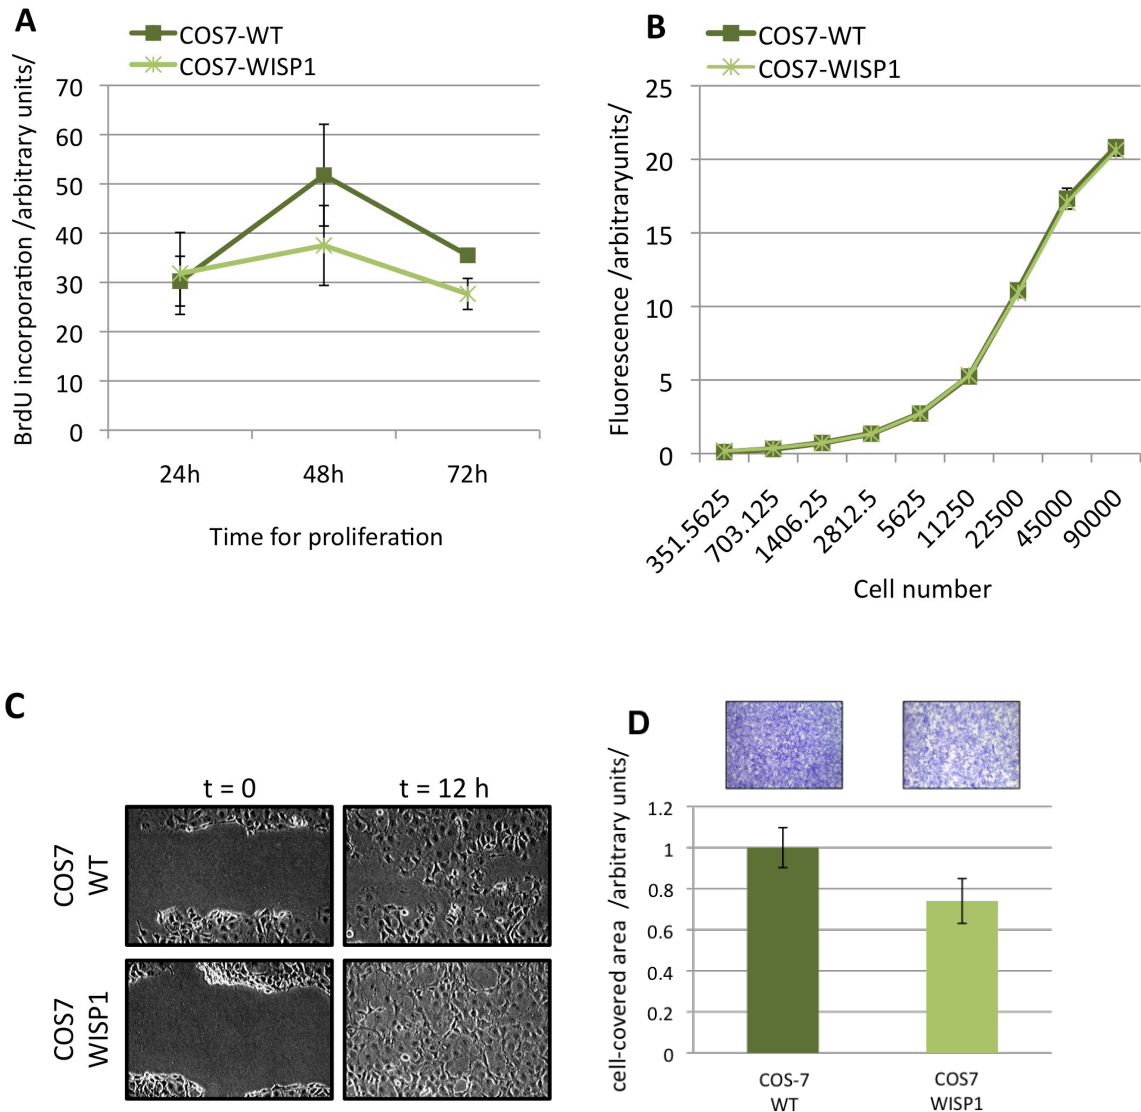 A
COS7-WT
COS7-WISP1
BrdU incorporation /arbitrary units/
70
60
50
40
30
20
10
0
24h
48h
72h
Time for proliferation
B
COS7-WT
COS7-WISP1
Fluorescence /arbitraryunits/
25
20
15
10
5
0
351.5625
703.125
1406.25
2812.5
5625
11250
22500
45000
90000
Cell number
C
t = 0
t = 12 h
COS7
WT
COS7
WISP1
D
cell-covered area /arbitrary units/
1.2
1
0.8
0.6
0.4
0.2
0
COS-7
WT
COS7
WISP1